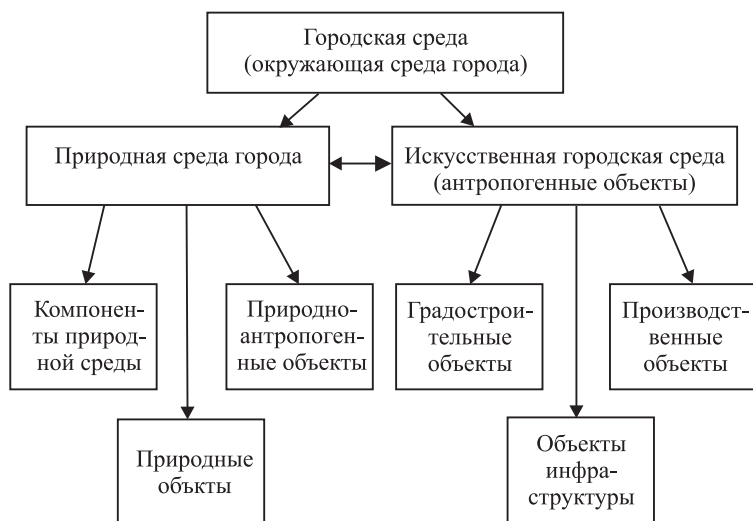 Городская среда
(окружающая среда города)
Природная среда города
Искусственная городская среда
(антропогенные объекты)
Компонен-
ты природ-
ной среды
Природно-
антропоген-
ные объекты
Градострои-
тельные
объекты
Производст-
венные
объекты
Природные
объкты
Объекты
инфра-
структуры